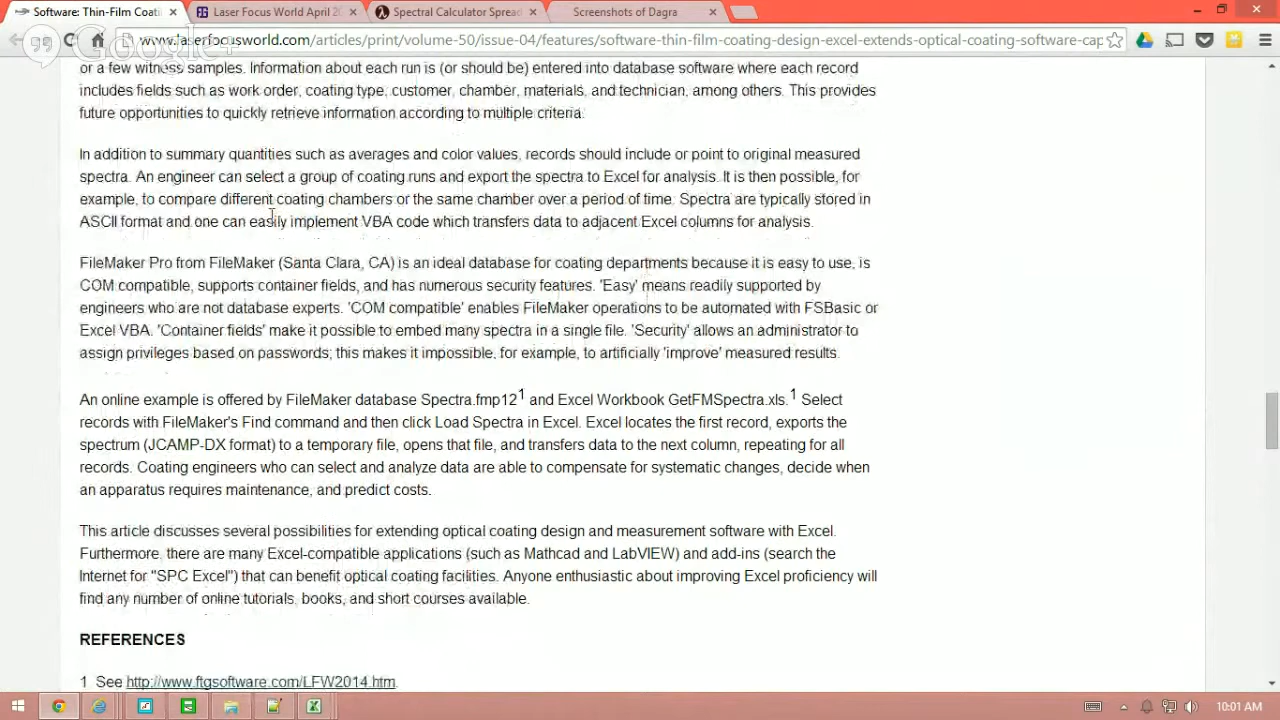 Software: Thin-Film Coati
Laser Focus World April 20
Spectral Calculator Spread
Screenshots of Dagra
Google+
laserfocusworld.com/articles/print/volume-50/issue-04/features/software-thin-film-coating-design-excel-extends-optical-coating-software-cap
or a few witness samples. Information about each run is (or should be) entered into database software where each record
includes fields such as work order, coating type, customer, chamber, materials, and technician, among others. This provides
future opportunities to quickly retrieve information according to multiple criteria.
In addition to summary quantities such as averages and color values, records should include or point to original measured
spectra. An engineer can select a group of coating runs and export the spectra to Excel for analysis. It is then possible, for
example, to compare different coating chambers or the same chamber over a period of time. Spectra are typically stored in
ASCII format and one can easily implement VBA code which transfers data to adjacent Excel columns for analysis.
FileMaker Pro from FileMaker (Santa Clara, CA) is an ideal database for coating departments because it is easy to use, is
COM compatible, supports container fields, and has numerous security features. 'Easy' means readily supported by
engineers who are not database experts. 'COM compatible' enables FileMaker operations to be automated with FSBasic or
Excel VBA. 'Container fields' make it possible to embed many spectra in a single file. 'Security' allows an administrator to
assign privileges based on passwords; this makes it impossible, for example, to artificially 'improve' measured results.
An online example is offered by FileMaker database Spectra.fmp12¹ and Excel Workbook GetFMSpectra.xls.¹ Select
records with FileMaker's Find command and then click Load Spectra in Excel. Excel locates the first record, exports the
spectrum (JCAMP-DX format) to a temporary file, opens that file, and transfers data to the next column, repeating for all
records. Coating engineers who can select and analyze data are able to compensate for systematic changes, decide when
an apparatus requires maintenance, and predict costs.
This article discusses several possibilities for extending optical coating design and measurement software with Excel.
Furthermore, there are many Excel-compatible applications (such as Mathcad and LabVIEW) and add-ins (search the
Internet for "SPC Excel") that can benefit optical coating facilities. Anyone enthusiastic about improving Excel proficiency will
find any number of online tutorials, books, and short courses available.
REFERENCES
1 See http://www.ftgsoftware.com/LFW2014.htm.
10:01 AM